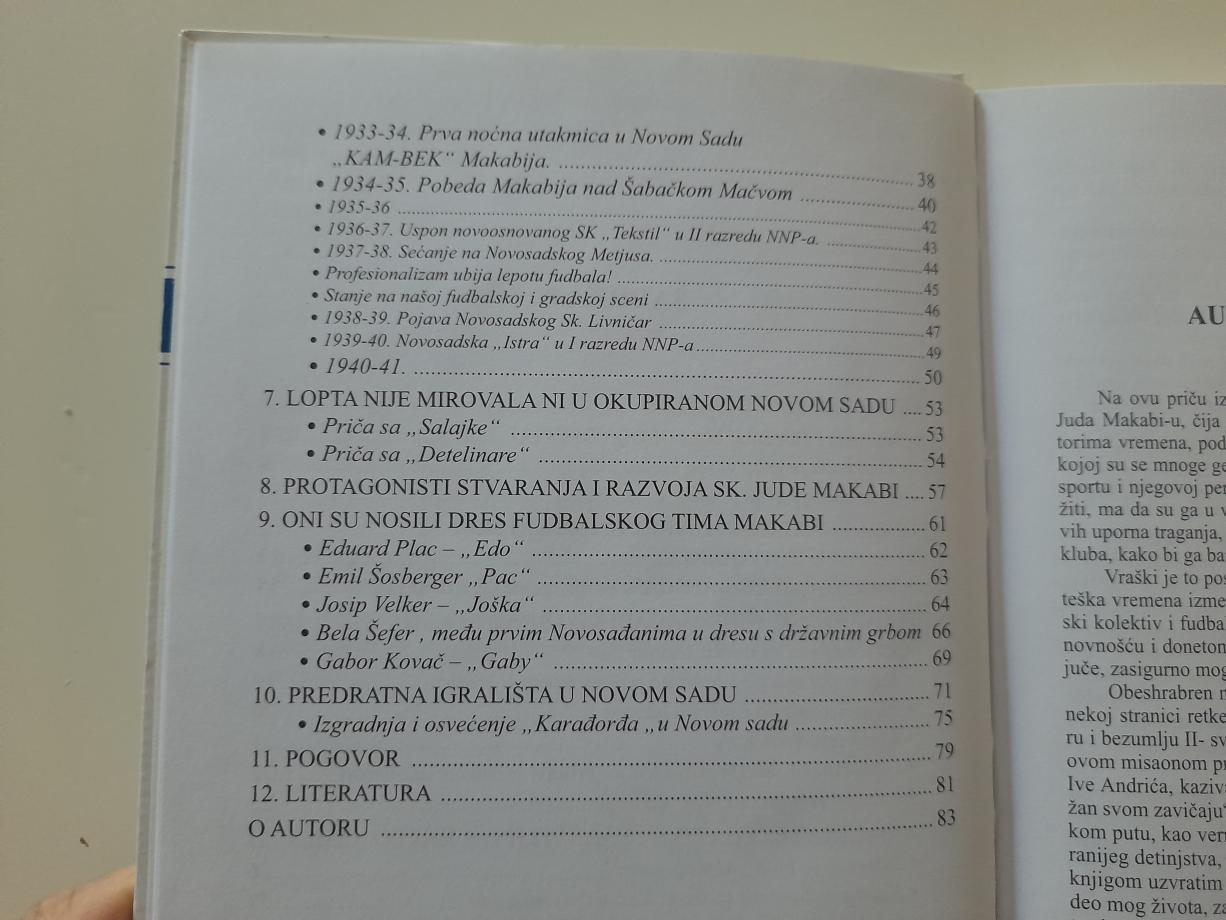 • 1933-34. Prva noćna utakmica u Novom Sadu
„KAM-BEK“ Makabija. .......... 38
• 1934-35. Pobeda Makabija nad Šabačkom Mačvom .......... 40
• 1935-36 .......... 42
• 1936-37. Uspon novoosnovanog SK „Tekstil“ u II razredu NNP-a. .......... 43
• 1937-38. Sećanje na Novosadskog Metjusa. .......... 44
• Profesionalizam ubija lepotu fudbala! .......... 45
• Stanje na našoj fudbalskoj i gradskoj sceni .......... 46
• 1938-39. Pojava Novosadskog Sk. Livničar .......... 47
• 1939-40. Novosadska „Istra“ u I razredu NNP-a .......... 49
• 1940-41. .......... 50
7. LOPTA NIJE MIROVALA NI U OKUPIRANOM NOVOM SADU .... 53
• Priča sa „Salajke“ .......... 53
• Priča sa „Detelinare“ .......... 54
8. PROTAGONISTI STVARANJA I RAZVOJA SK. JUDE MAKABI .... 57
9. ONI SU NOSILI DRES FUDBALSKOG TIMA MAKABI .......... 61
• Eduard Plac – „Edo“ .......... 62
• Emil Šosberger „Pac“ .......... 63
• Josip Velker – „Joška“ .......... 64
• Bela Šefer , među prvim Novosađanima u dresu s državnim grbom 66
• Gabor Kovač – „Gaby“ .......... 69
10. PREDRATNA IGRALIŠTA U NOVOM SADU .......... 71
• Izgradnja i osvećenje „Karađorđa „u Novom sadu .......... 75
11. POGOVOR .......... 79
12. LITERATURA .......... 81
O AUTORU .......... 83
AU
Na ovu priču iz
Juda Makabi-u, čija
torima vremena, pod
kojoj su se mnoge ge
sportu i njegovoj per
žiti, ma da su ga u v
vih uporna traganja,
kluba, kako bi ga ba
Vraški je to pos
teška vremena izme
ski kolektiv i fudba
novnošću i doneton
juče, zasigurno mog
Obeshrabren n
nekoj stranici retke
ru i bezumlju II- sv
ovom misaonom pr
Ive Andrića, kaziv
žan svom zavičaju“
kom putu, kao vern
ranijeg detinjstva,
knjigom uzvratim
deo mog života, za